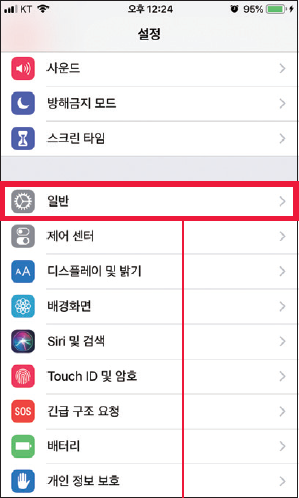 KT 오후 12:24 95%
설정
사운드
방해금지 모드
스크린 타임
일반
제어 센터
AA 디스플레이 및 밝기
배경화면
Siri 및 검색
Touch ID 및 암호
SOS 긴급 구조 요청
배터리
개인 정보 보호